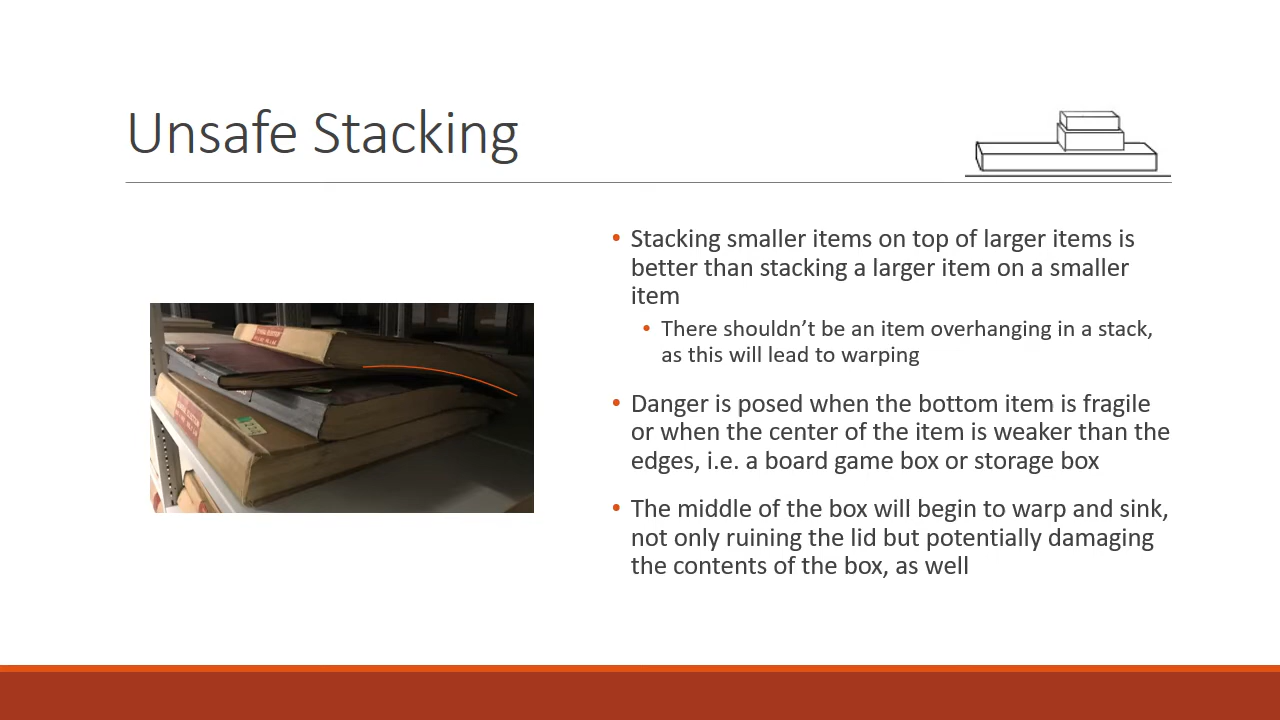 Unsafe Stacking
• Stacking smaller items on top of larger items is
better than stacking a larger item on a smaller
item
• There shouldn’t be an item overhanging in a stack,
as this will lead to warping
• Danger is posed when the bottom item is fragile
or when the center of the item is weaker than the
edges, i.e. a board game box or storage box
• The middle of the box will begin to warp and sink,
not only ruining the lid but potentially damaging
the contents of the box, as well